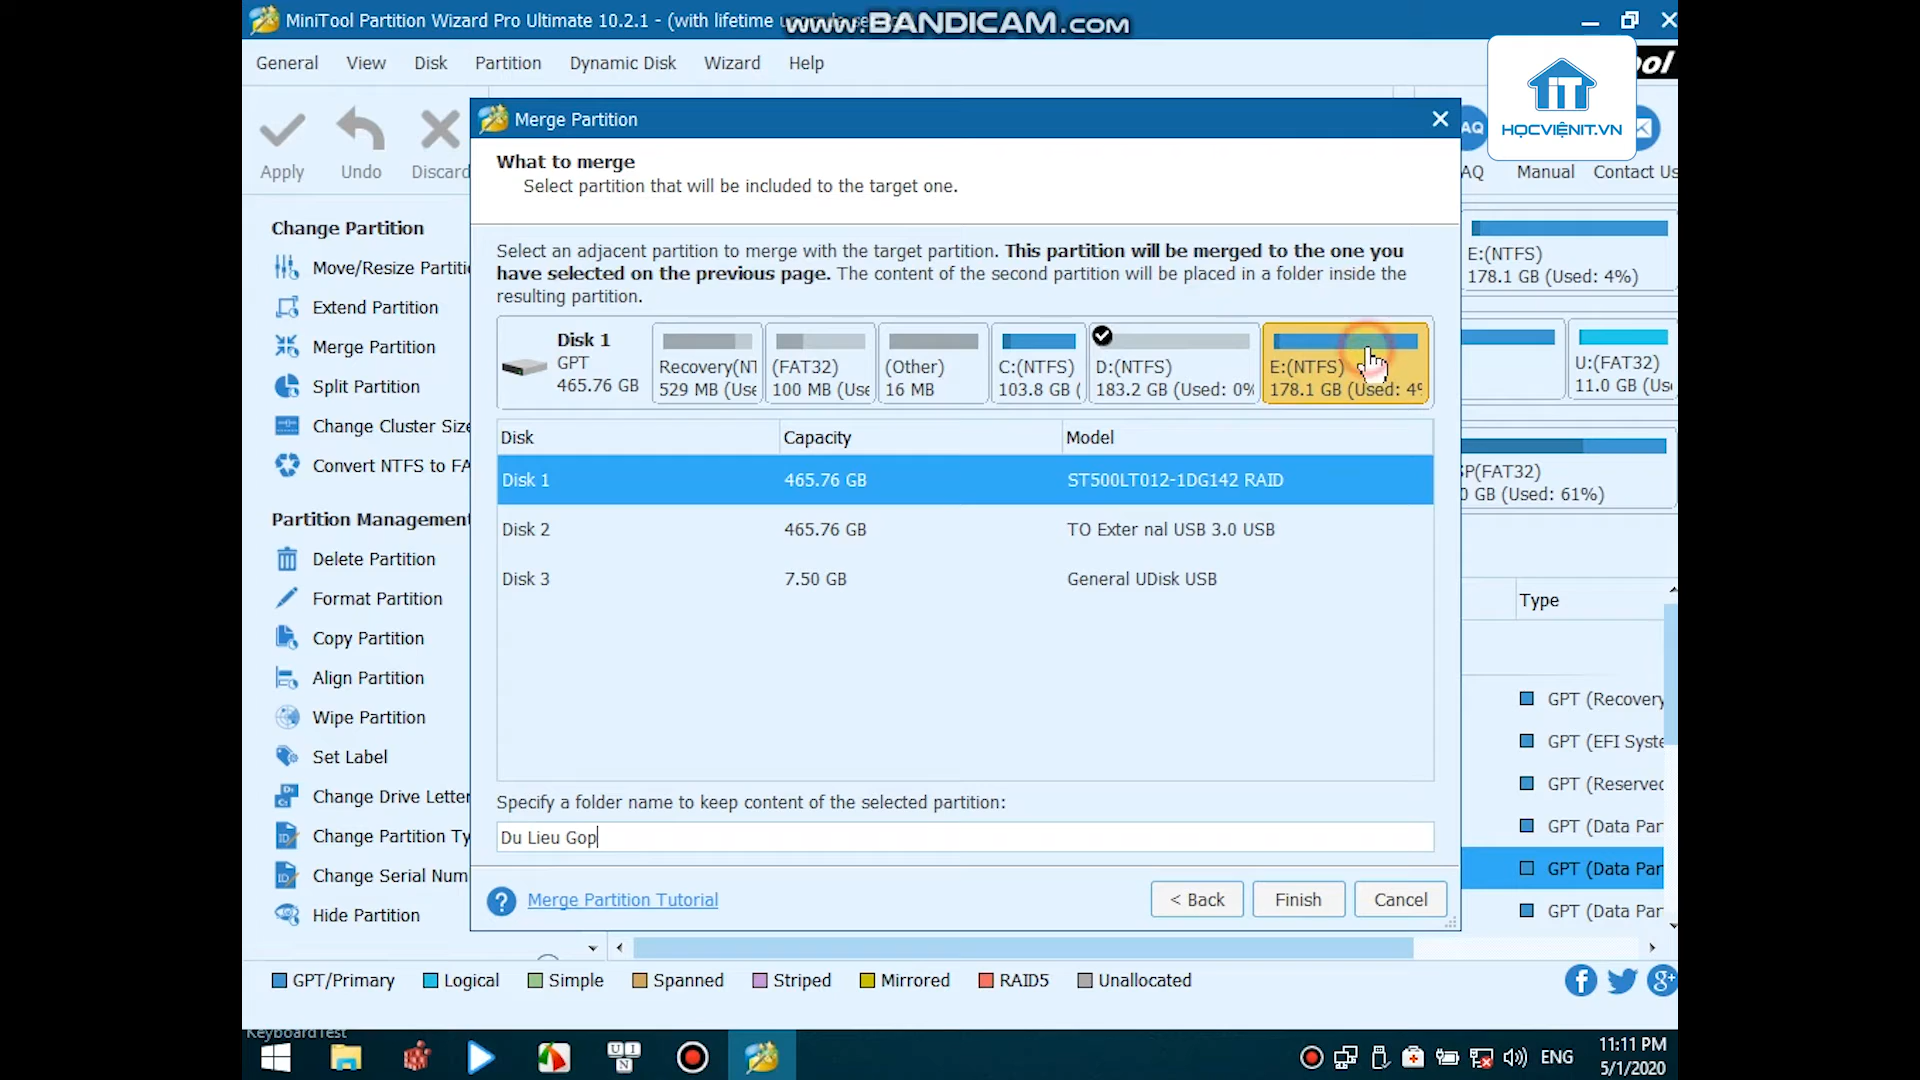 MiniTool Partition Wizard Pro Ultimate 10.2.1 - (with lifetime
www.BANDICAM.com
General View Disk Partition Dynamic Disk Wizard Help
HỌCVIỆNIT.VN
Apply Undo Discard
Manual Contact Us
Merge Partition
What to merge
Select partition that will be included to the target one.
Select an adjacent partition to merge with the target partition. This partition will be merged to the one you
have selected on the previous page. The content of the second partition will be placed in a folder inside the
resulting partition.
Disk 1
GPT
465.76 GB
Recovery(NT
529 MB (Use
(FAT32)
100 MB (Use
(Other)
16 MB
C:(NTFS)
103.8 GB (
D:(NTFS)
183.2 GB (Used: 0%
E:(NTFS)
178.1 GB (Used: 4%
Disk Capacity Model
Disk 1 465.76 GB ST500LT012-1DG142 RAID
Disk 2 465.76 GB TO Exter nal USB 3.0 USB
Disk 3 7.50 GB General UDisk USB
Specify a folder name to keep content of the selected partition:
Du Lieu Gop
Merge Partition Tutorial
< Back Finish Cancel
Change Partition
Move/Resize Partiti
Extend Partition
Merge Partition
Split Partition
Change Cluster Size
Convert NTFS to FA
Partition Management
Delete Partition
Format Partition
Copy Partition
Align Partition
Wipe Partition
Set Label
Change Drive Letter
Change Partition Ty
Change Serial Num
Hide Partition
E:(NTFS)
178.1 GB (Used: 4%)
U:(FAT32)
11.0 GB (Us
P(FAT32)
0 GB (Used: 61%)
Type
GPT (Recovery
GPT (EFI Syste
GPT (Reserved
GPT (Data Par
GPT (Data Par
GPT (Data Par
GPT/Primary Logical Simple Spanned Striped Mirrored RAID5 Unallocated
KeyboardTest
ENG
11:11 PM
5/1/2020